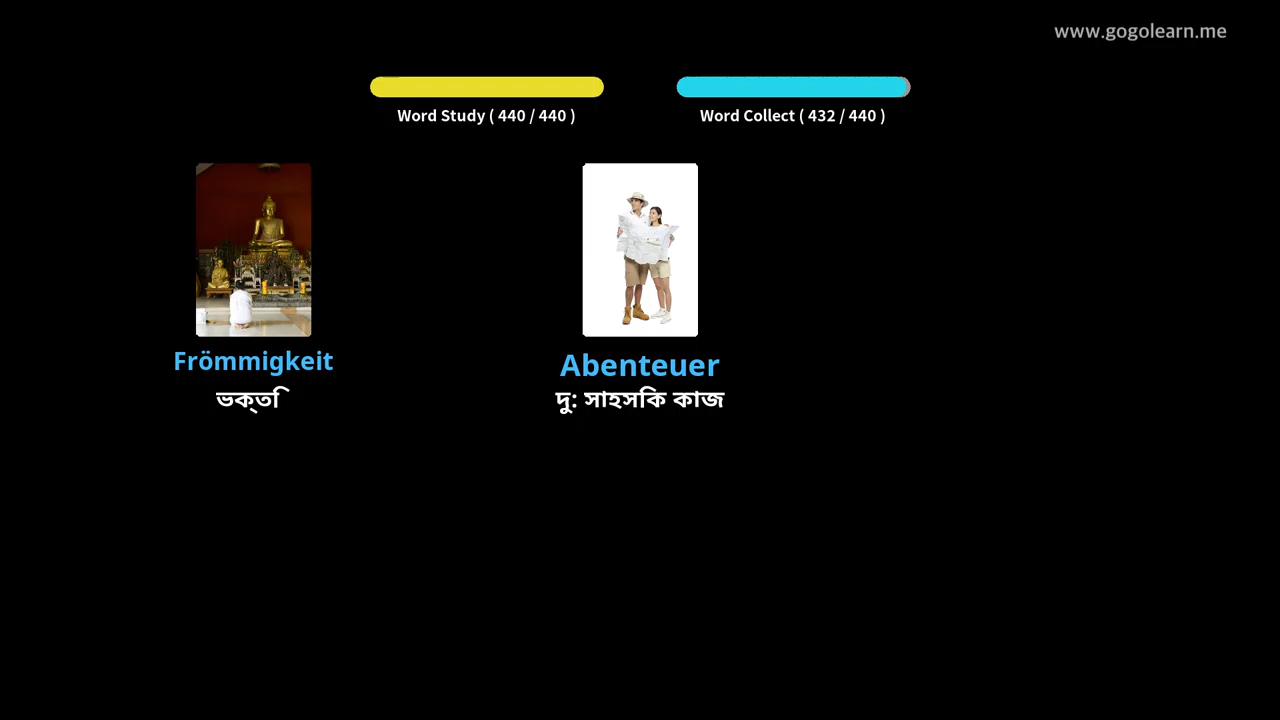 www.gogolearn.me
Word Study ( 440 / 440 )
Word Collect ( 432 / 440 )
Frömmigkeit
Abenteuer
ভক্তি
দু: সাহসিক কাজ